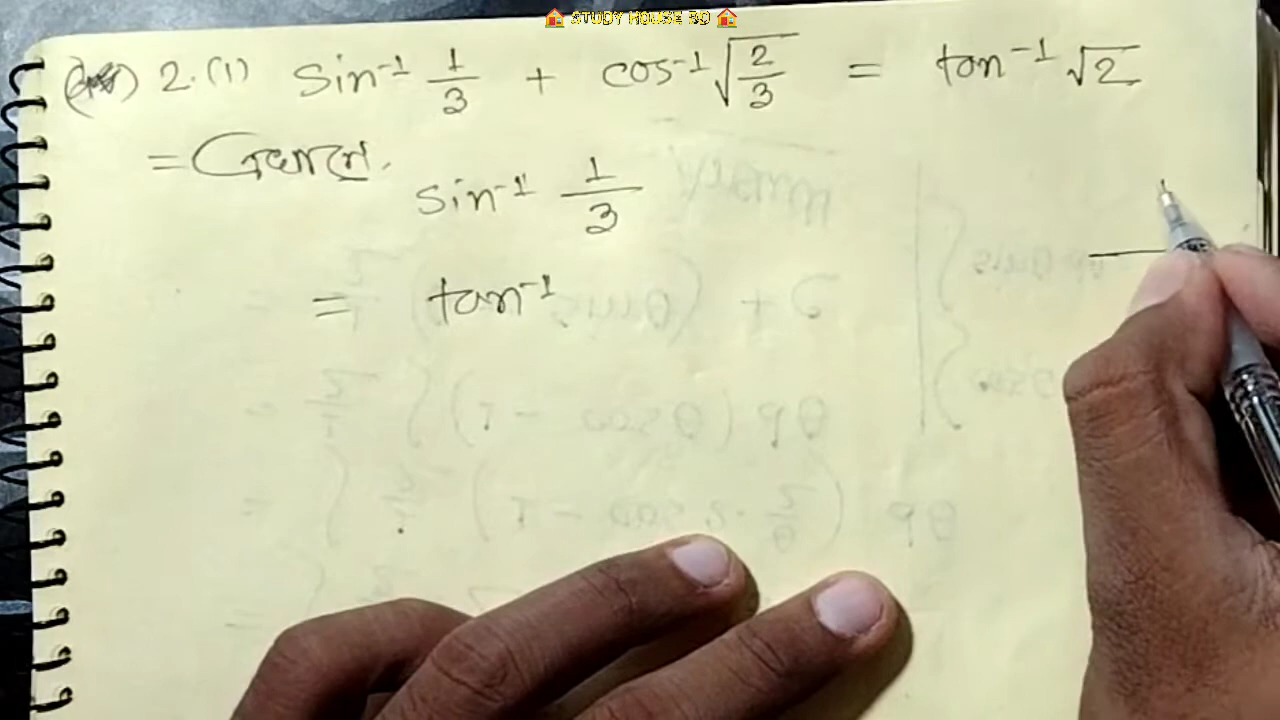 🏠 STUDY HOUSE BD 🏠
2.(i) sin⁻¹ 1/3 + cos⁻¹ √(2/3) = tan⁻¹ √2
=
sin⁻¹ 1/3
= tan⁻¹